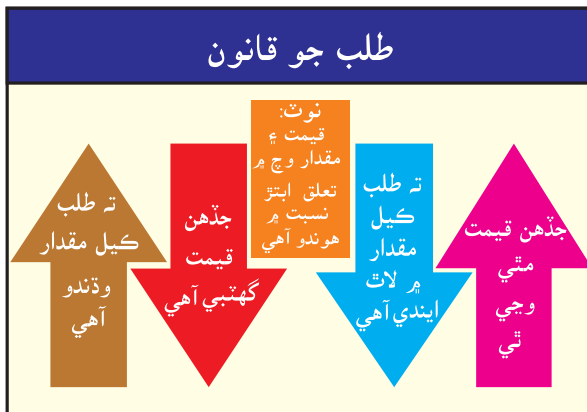 طلب جو قانون
جڏهن قيمت
مٿي
وڃي
ٿي
ته طلب
ڪيل
مقدار
۾ لاٿ
ايندي آهي
نوٽ:
قيمت ۽
مقدار وچ ۾
تعلق ابتڙ
نسبت ۾
هوندو آهي
جڏهن
قيمت
گهٽبي آهي
ته طلب
ڪيل مقدار
وڌندو
آهي